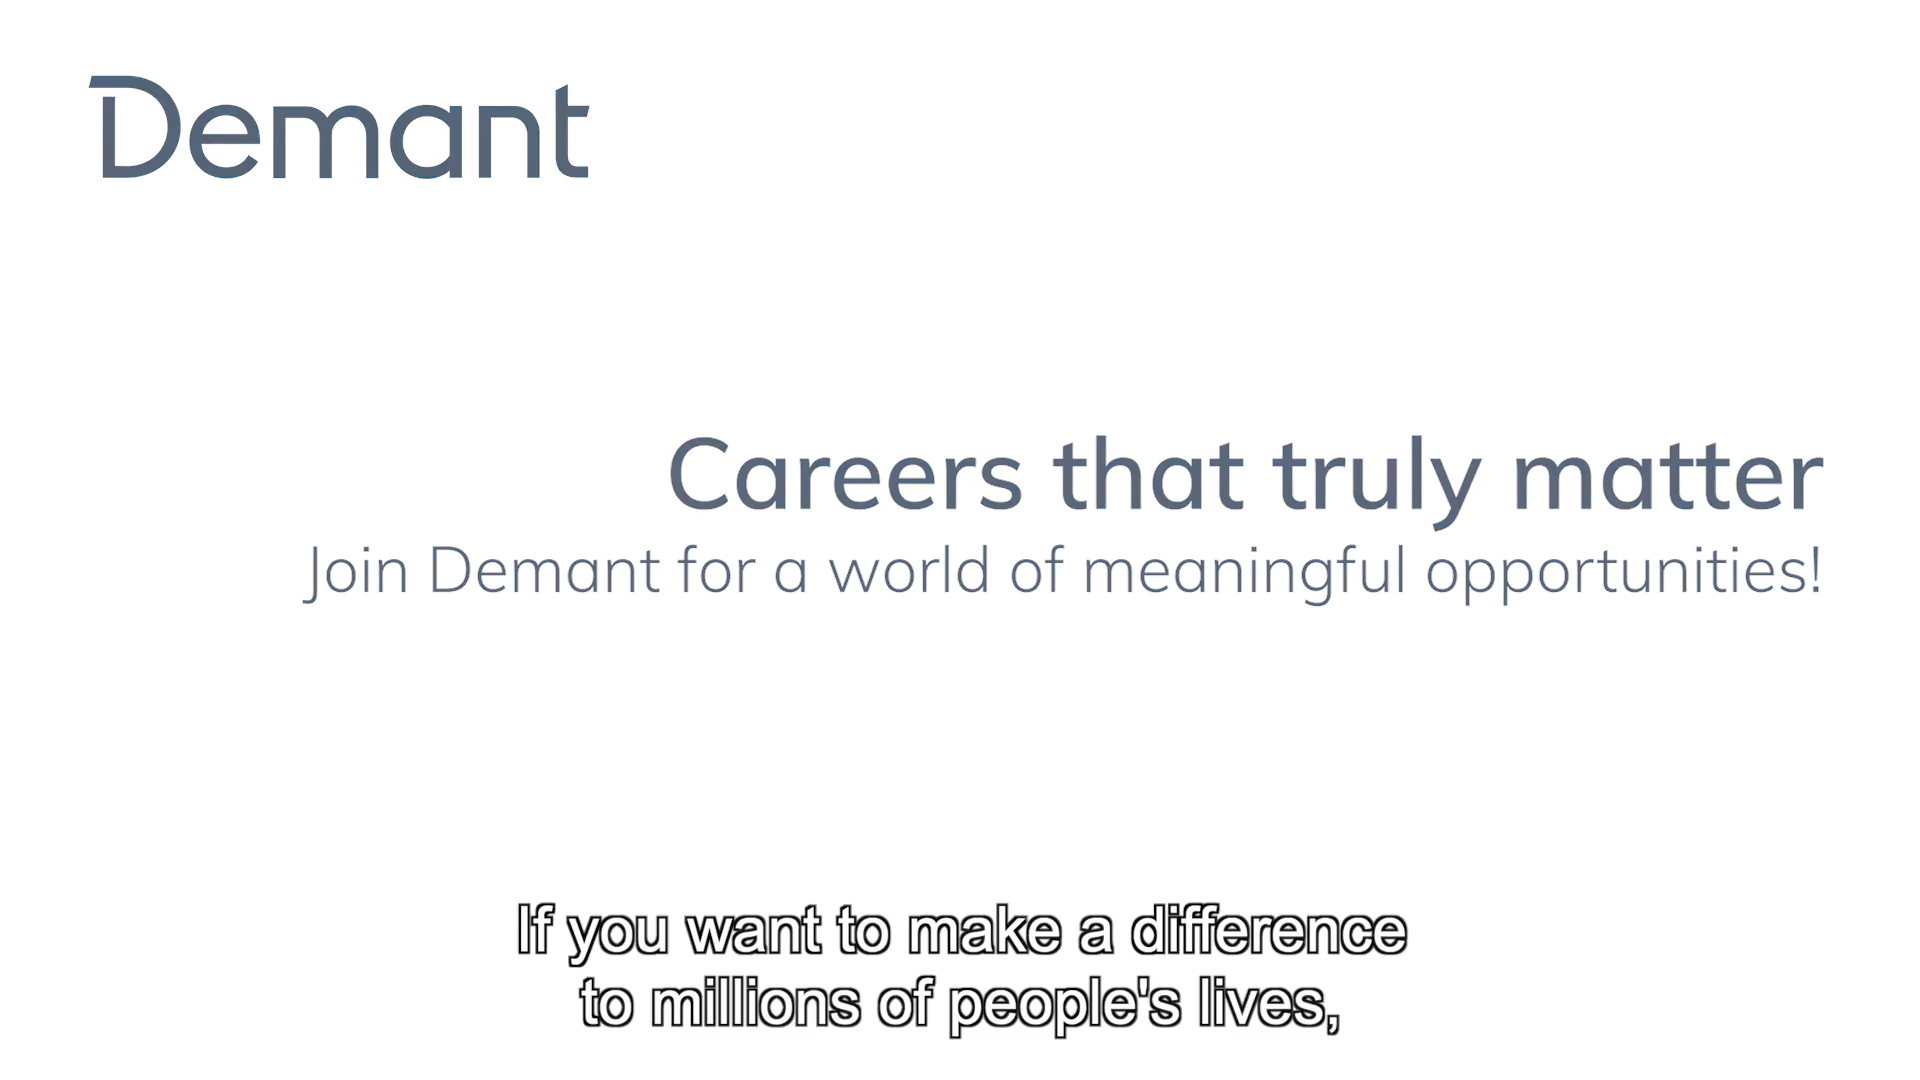 Demant
Careers that truly matter
Join Demant for a world of meaningful opportunities!
If you want to make a difference
to millions of people's lives,